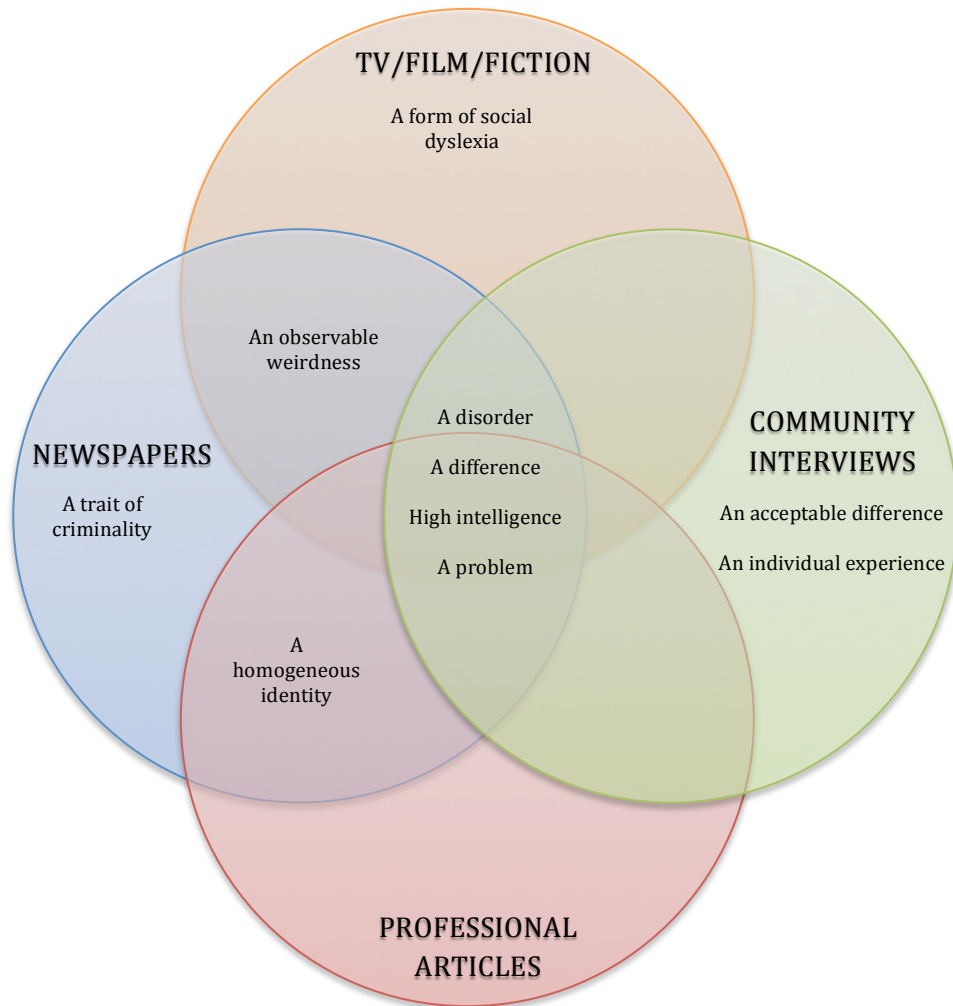 TV/FILM/FICTION
A form of social
dyslexia
An observable
weirdness
NEWSPAPERS
A trait of
criminality
A disorder
A difference
High intelligence
A problem
COMMUNITY
INTERVIEWS
An acceptable difference
An individual experience
A
homogeneous
identity
PROFESSIONAL
ARTICLES